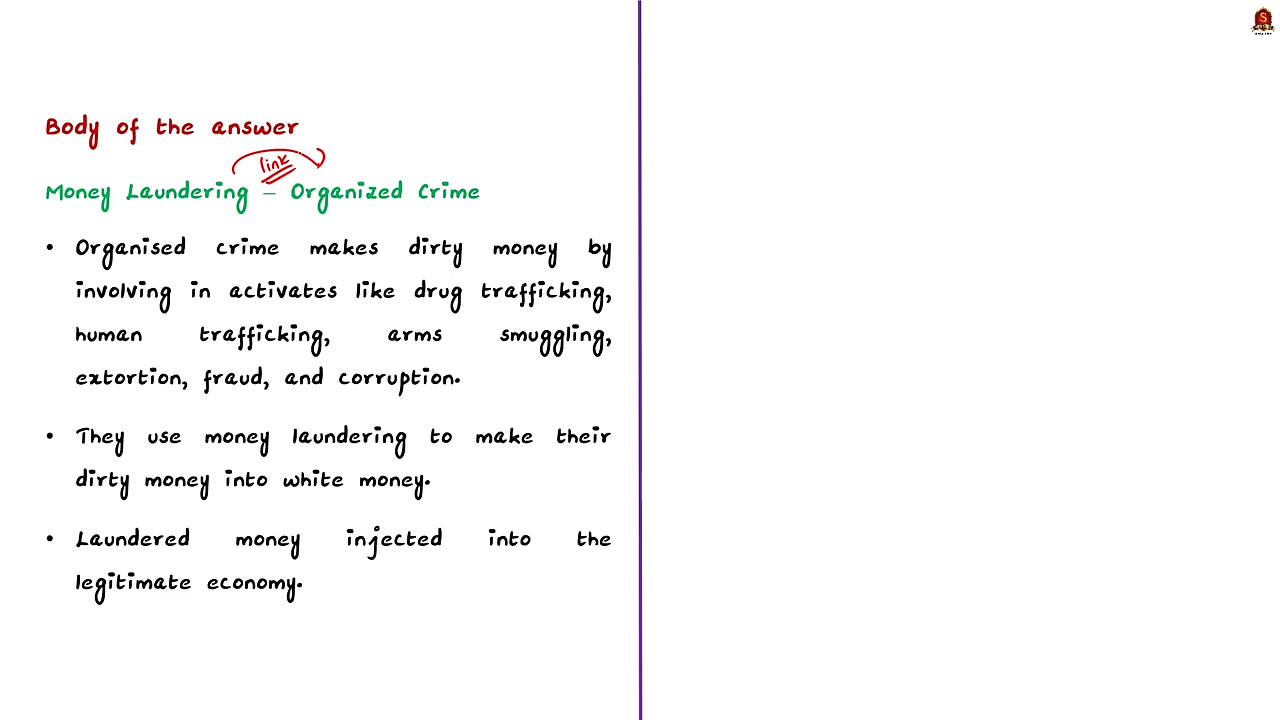 Body of the answer
link
Money Laundering – Organized Crime
• Organised crime makes dirty money by
involving in activates like drug trafficking,
human trafficking, arms smuggling,
extortion, fraud, and corruption.
• They use money laundering to make their
dirty money into white money.
• Laundered money injected into the
legitimate economy.